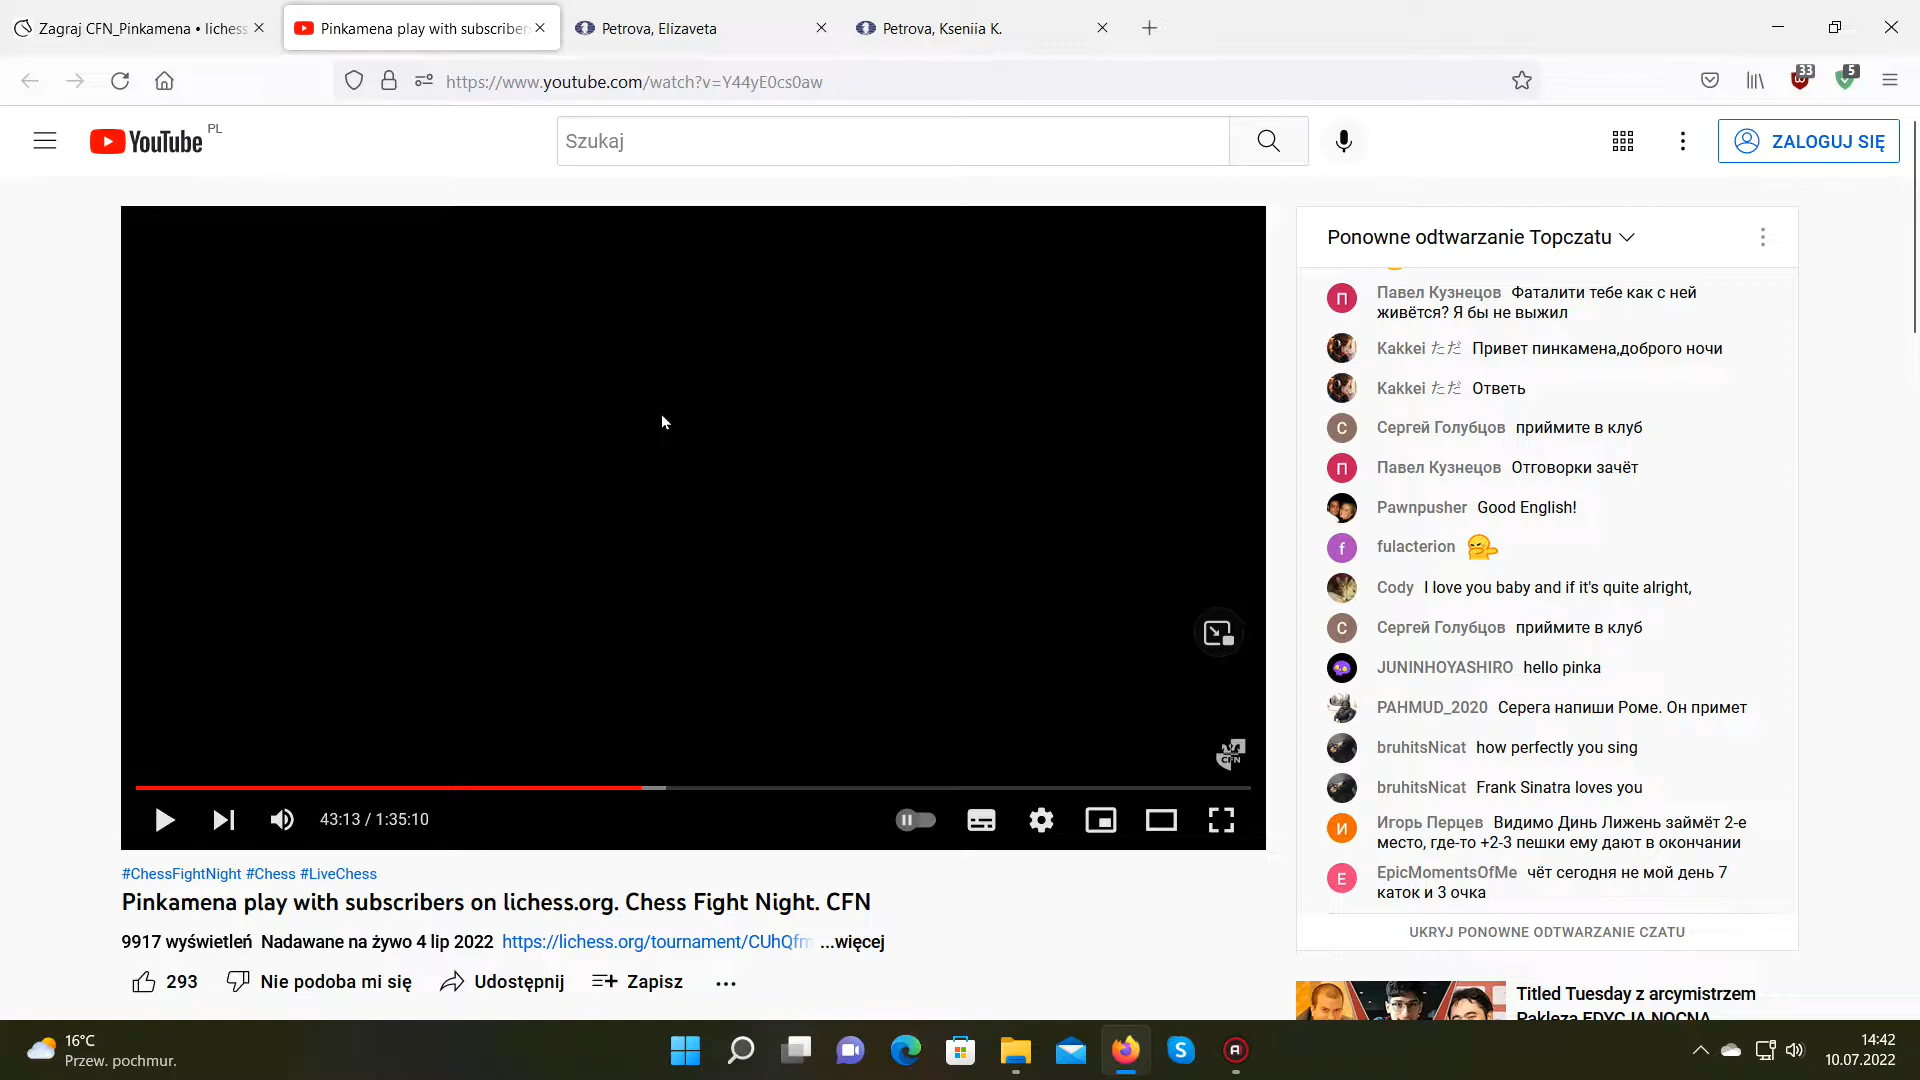 Zagraj CFN_Pinkamena • lichess
Pinkamena play with subscribers
Petrova, Elizaveta
Petrova, Kseniia K.
https://www.youtube.com/watch?v=Y44yE0cs0aw
33
5
YouTube PL
Szukaj
ZALOGUJ SIĘ
CFN
43:13 / 1:35:10
#ChessFightNight #Chess #LiveChess
Pinkamena play with subscribers on lichess.org. Chess Fight Night. CFN
9917 wyświetleń Nadawane na żywo 4 lip 2022 https://lichess.org/tournament/CUhQfm ...więcej
293 Nie podoba mi się Udostępnij Zapisz
Ponowne odtwarzanie Topczatu
П Павел Кузнецов Фаталити тебе как с ней
живётся? Я бы не выжил
Kakkei ただ Привет пинкамена,доброго ночи
Kakkei ただ Ответь
С Сергей Голубцов приймите в клуб
П Павел Кузнецов Отговорки зачёт
Pawnpusher Good English!
f fulacterion
Cody I love you baby and if it's quite alright,
С Сергей Голубцов приймите в клуб
JUNINHOYASHIRO hello pinka
PAHMUD_2020 Серега напиши Роме. Он примет
bruhitsNicat how perfectly you sing
bruhitsNicat Frank Sinatra loves you
И Игорь Перцев Видимо Динь Лижень займёт 2-е
место, где-то +2-3 пешки ему дают в окончании
E EpicMomentsOfMe чёт сегодня не мой день 7
каток и 3 очка
UKRYJ PONOWNE ODTWARZANIE CZATU
Titled Tuesday z arcymistrzem
Pakleza EDYCJA NOCNA
16°C
Przew. pochmur.
14:42
10.07.2022